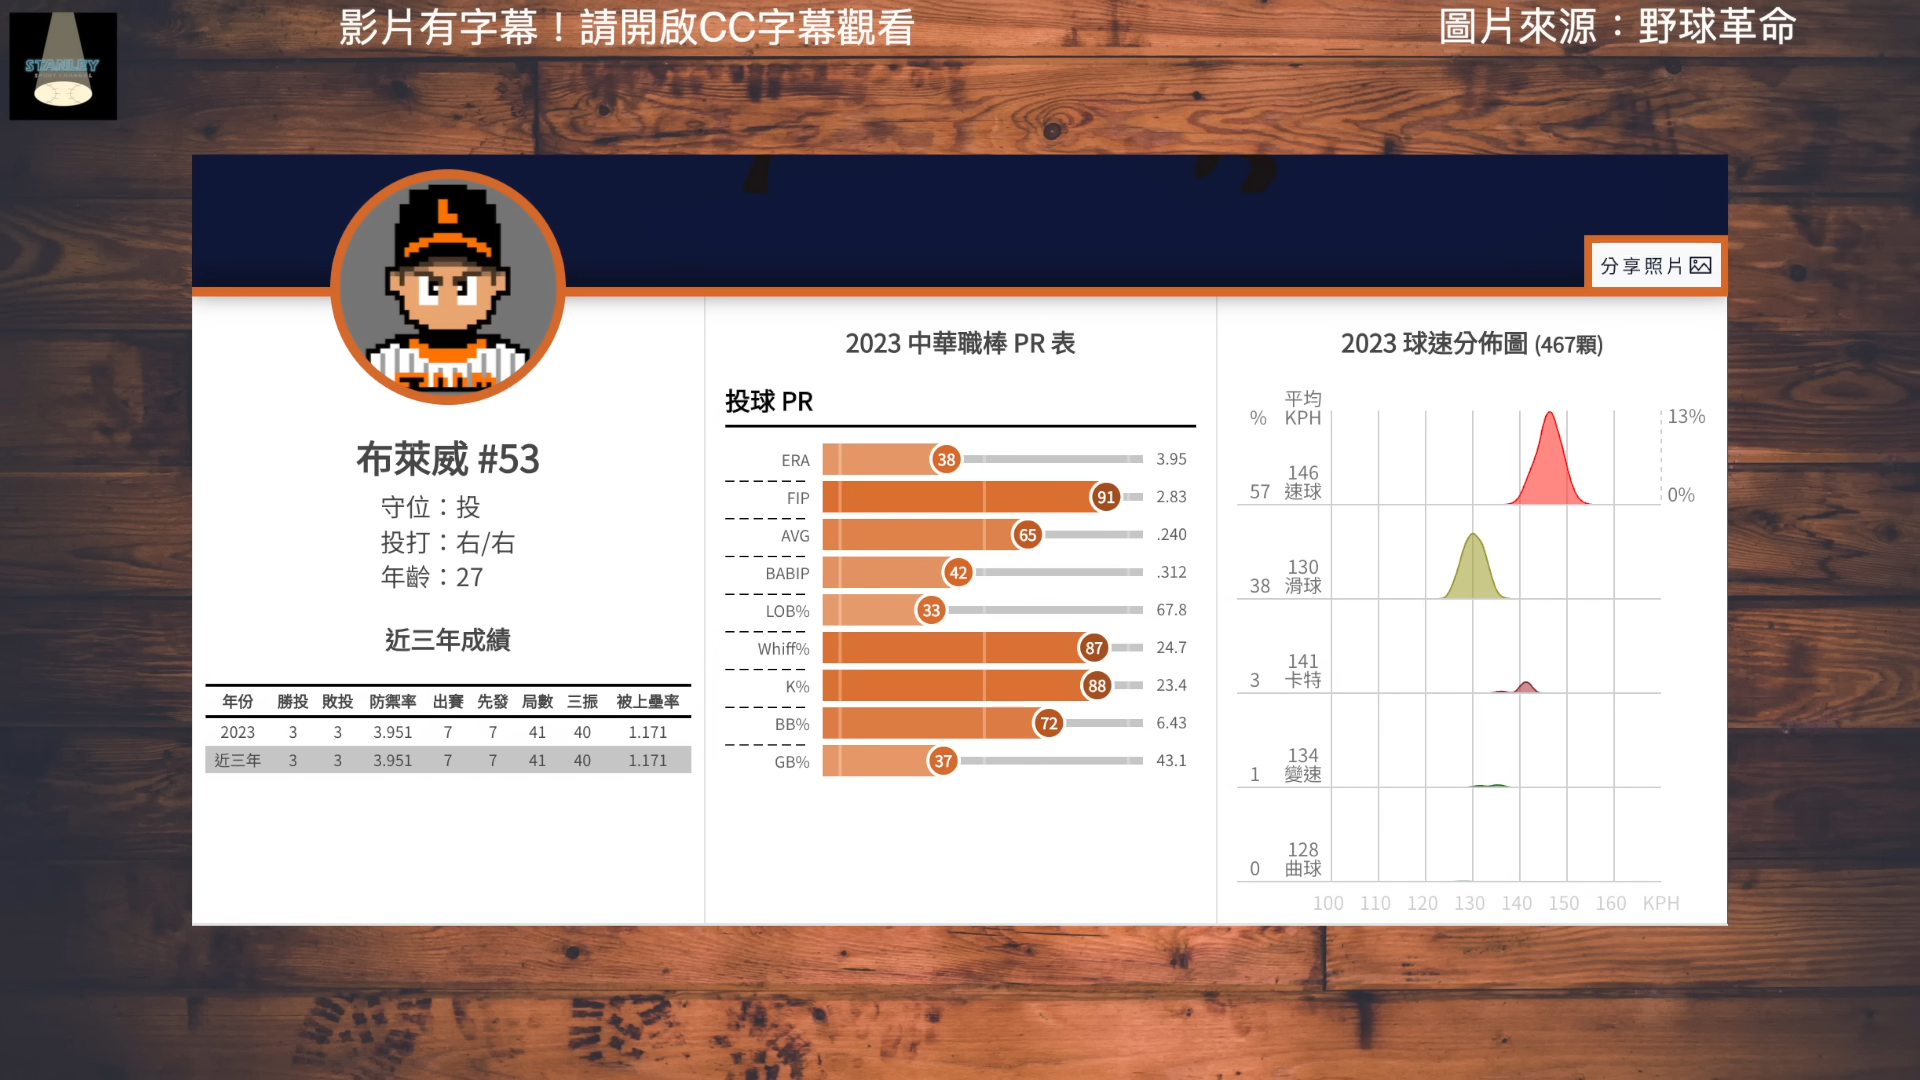 影片有字幕！請開啟CC字幕觀看
圖片來源：野球革命
STANLEY
L
分享照片
布萊威 #53
守位：投
投打：右/右
年齡：27
近三年成績
年份 勝投 敗投 防禦率 出賽 先發 局數 三振 被上壘率
2023 3 3 3.951 7 7 41 40 1.171
近三年 3 3 3.951 7 7 41 40 1.171
2023 中華職棒 PR 表
投球 PR
ERA 38 3.95
FIP 91 2.83
AVG 65 .240
BABIP 42 .312
LOB% 33 67.8
Whiff% 87 24.7
K% 88 23.4
BB% 72 6.43
GB% 37 43.1
2023 球速分佈圖 (467顆)
% 平均 KPH
13%
0%
57 146 速球
38 130 滑球
3 141 卡特
1 134 變速
0 128 曲球
100 110 120 130 140 150 160 KPH